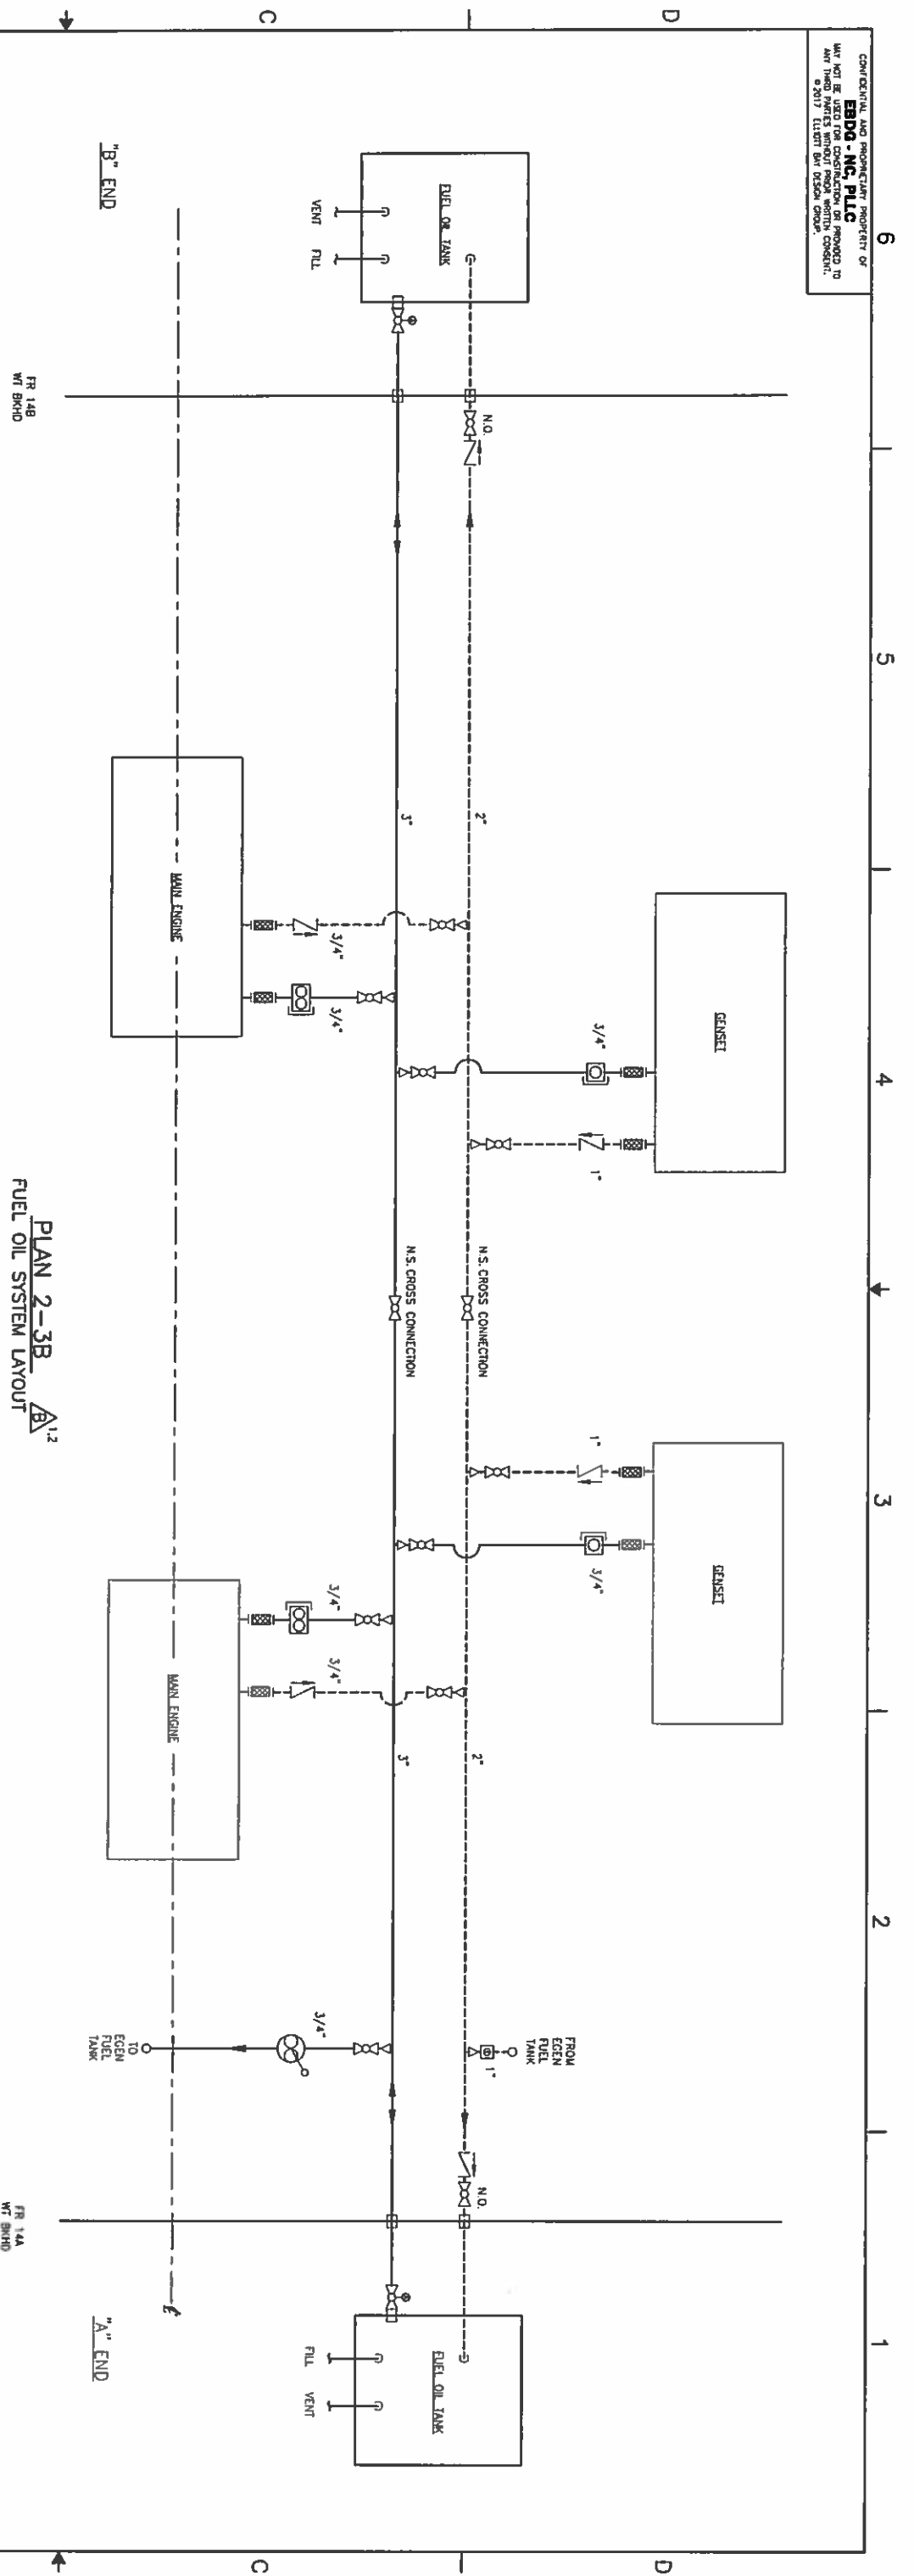 6
5
4
3
2
1
D
D
C
C
CONFIDENTIAL AND PROPRIETARY PROPERTY OF
EBDG - NC, PLLC
MAY NOT BE USED FOR CONSTRUCTION OR PROVIDED TO
ANY THIRD PARTIES WITHOUT PRIOR WRITTEN CONSENT.
© 2017 ELLIOTT BAY DESIGN GROUP.
GENSET
GENSET
3/4"
1"
1"
3/4"
FUEL OIL TANK
VENT
FILL
N.O.
2"
3"
N.S. CROSS CONNECTION
N.S. CROSS CONNECTION
2"
3"
FROM
EGEN
FUEL
TANK
1"
N.O.
FUEL OIL TANK
FILL
VENT
3/4"
3/4"
3/4"
3/4"
3/4"
MAIN ENGINE
MAIN ENGINE
TO
EGEN
FUEL
TANK
"B" END
"A" END
FR 14B
WT BKHD
FR 14A
WT BKHD
PLAN 2-3B
B 1,2
FUEL OIL SYSTEM LAYOUT